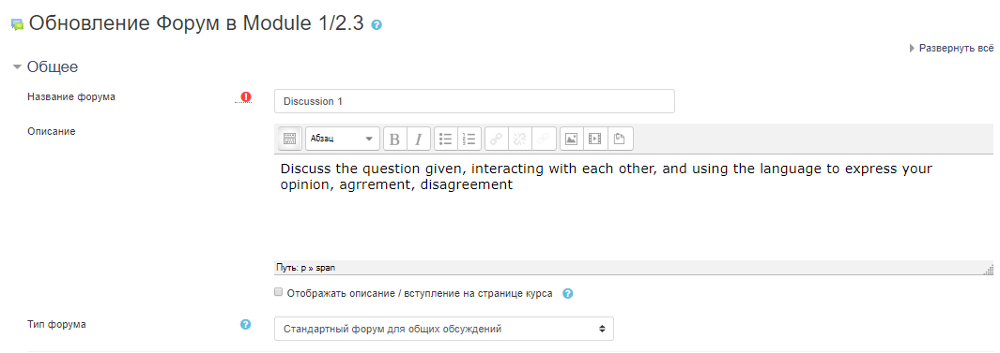 Обновление Форум в Module 1/2.3
Развернуть всё
Общее
Название форума
Discussion 1
Описание
Абзац
B I
Discuss the question given, interacting with each other, and using the language to express your
opinion, agrrement, disagreement
Путь: p » span
Отображать описание / вступление на странице курса
Тип форума
Стандартный форум для общих обсуждений